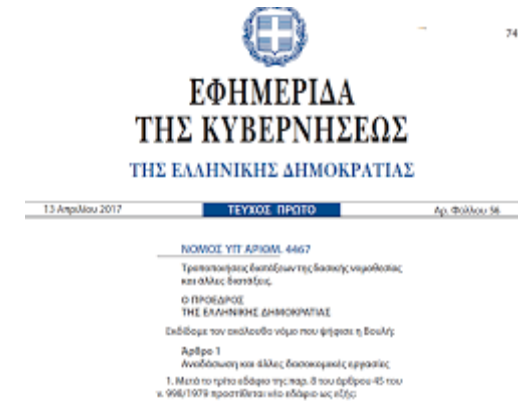 74
ΕΦΗΜΕΡΙΔΑ
ΤΗΣ ΚΥΒΕΡΝΗΣΕΩΣ
ΤΗΣ ΕΛΛΗΝΙΚΗΣ ΔΗΜΟΚΡΑΤΙΑΣ
13 Απριλίου 2017 ΤΕΥΧΟΣ ΠΡΩΤΟ Αρ. Φύλλου 56
ΝΟΜΟΣ ΥΠ' ΑΡΙΘΜ. 4467
Τροποποιήσεις διατάξεων της δασικής νομοθεσίας
και άλλες διατάξεις.
Ο ΠΡΟΕΔΡΟΣ
ΤΗΣ ΕΛΛΗΝΙΚΗΣ ΔΗΜΟΚΡΑΤΙΑΣ
Εκδίδομε τον ακόλουθο νόμο που ψήφισε η Βουλή:
Άρθρο 1
Αναδάσωση και άλλες δασοκομικές εργασίες
1. Μετά το τρίτο εδάφιο της παρ. 8 του άρθρου 45 του
ν. 998/1979 προστίθεται νέο εδάφιο ως εξής: